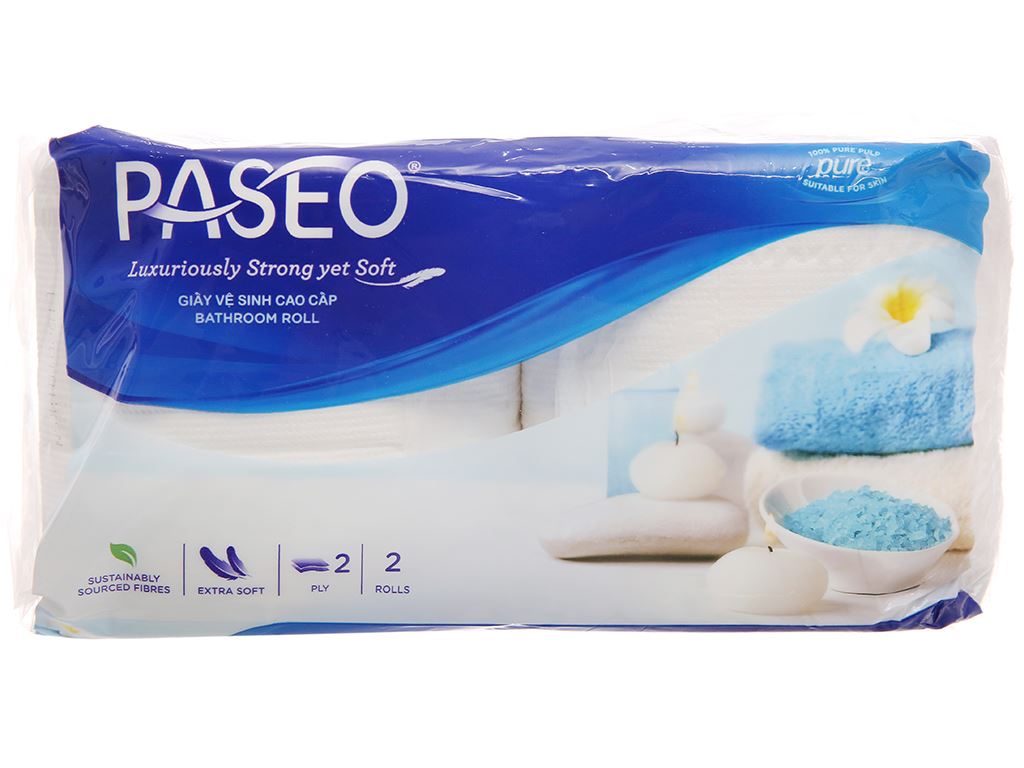 PASEO®
Luxuriously Strong yet Soft
GIẤY VỆ SINH CAO CẤP
BATHROOM ROLL
100% PURE PULP
pure
SUITABLE FOR SKIN
SUSTAINABLY
SOURCED FIBRES
EXTRA SOFT
2
PLY
2
ROLLS